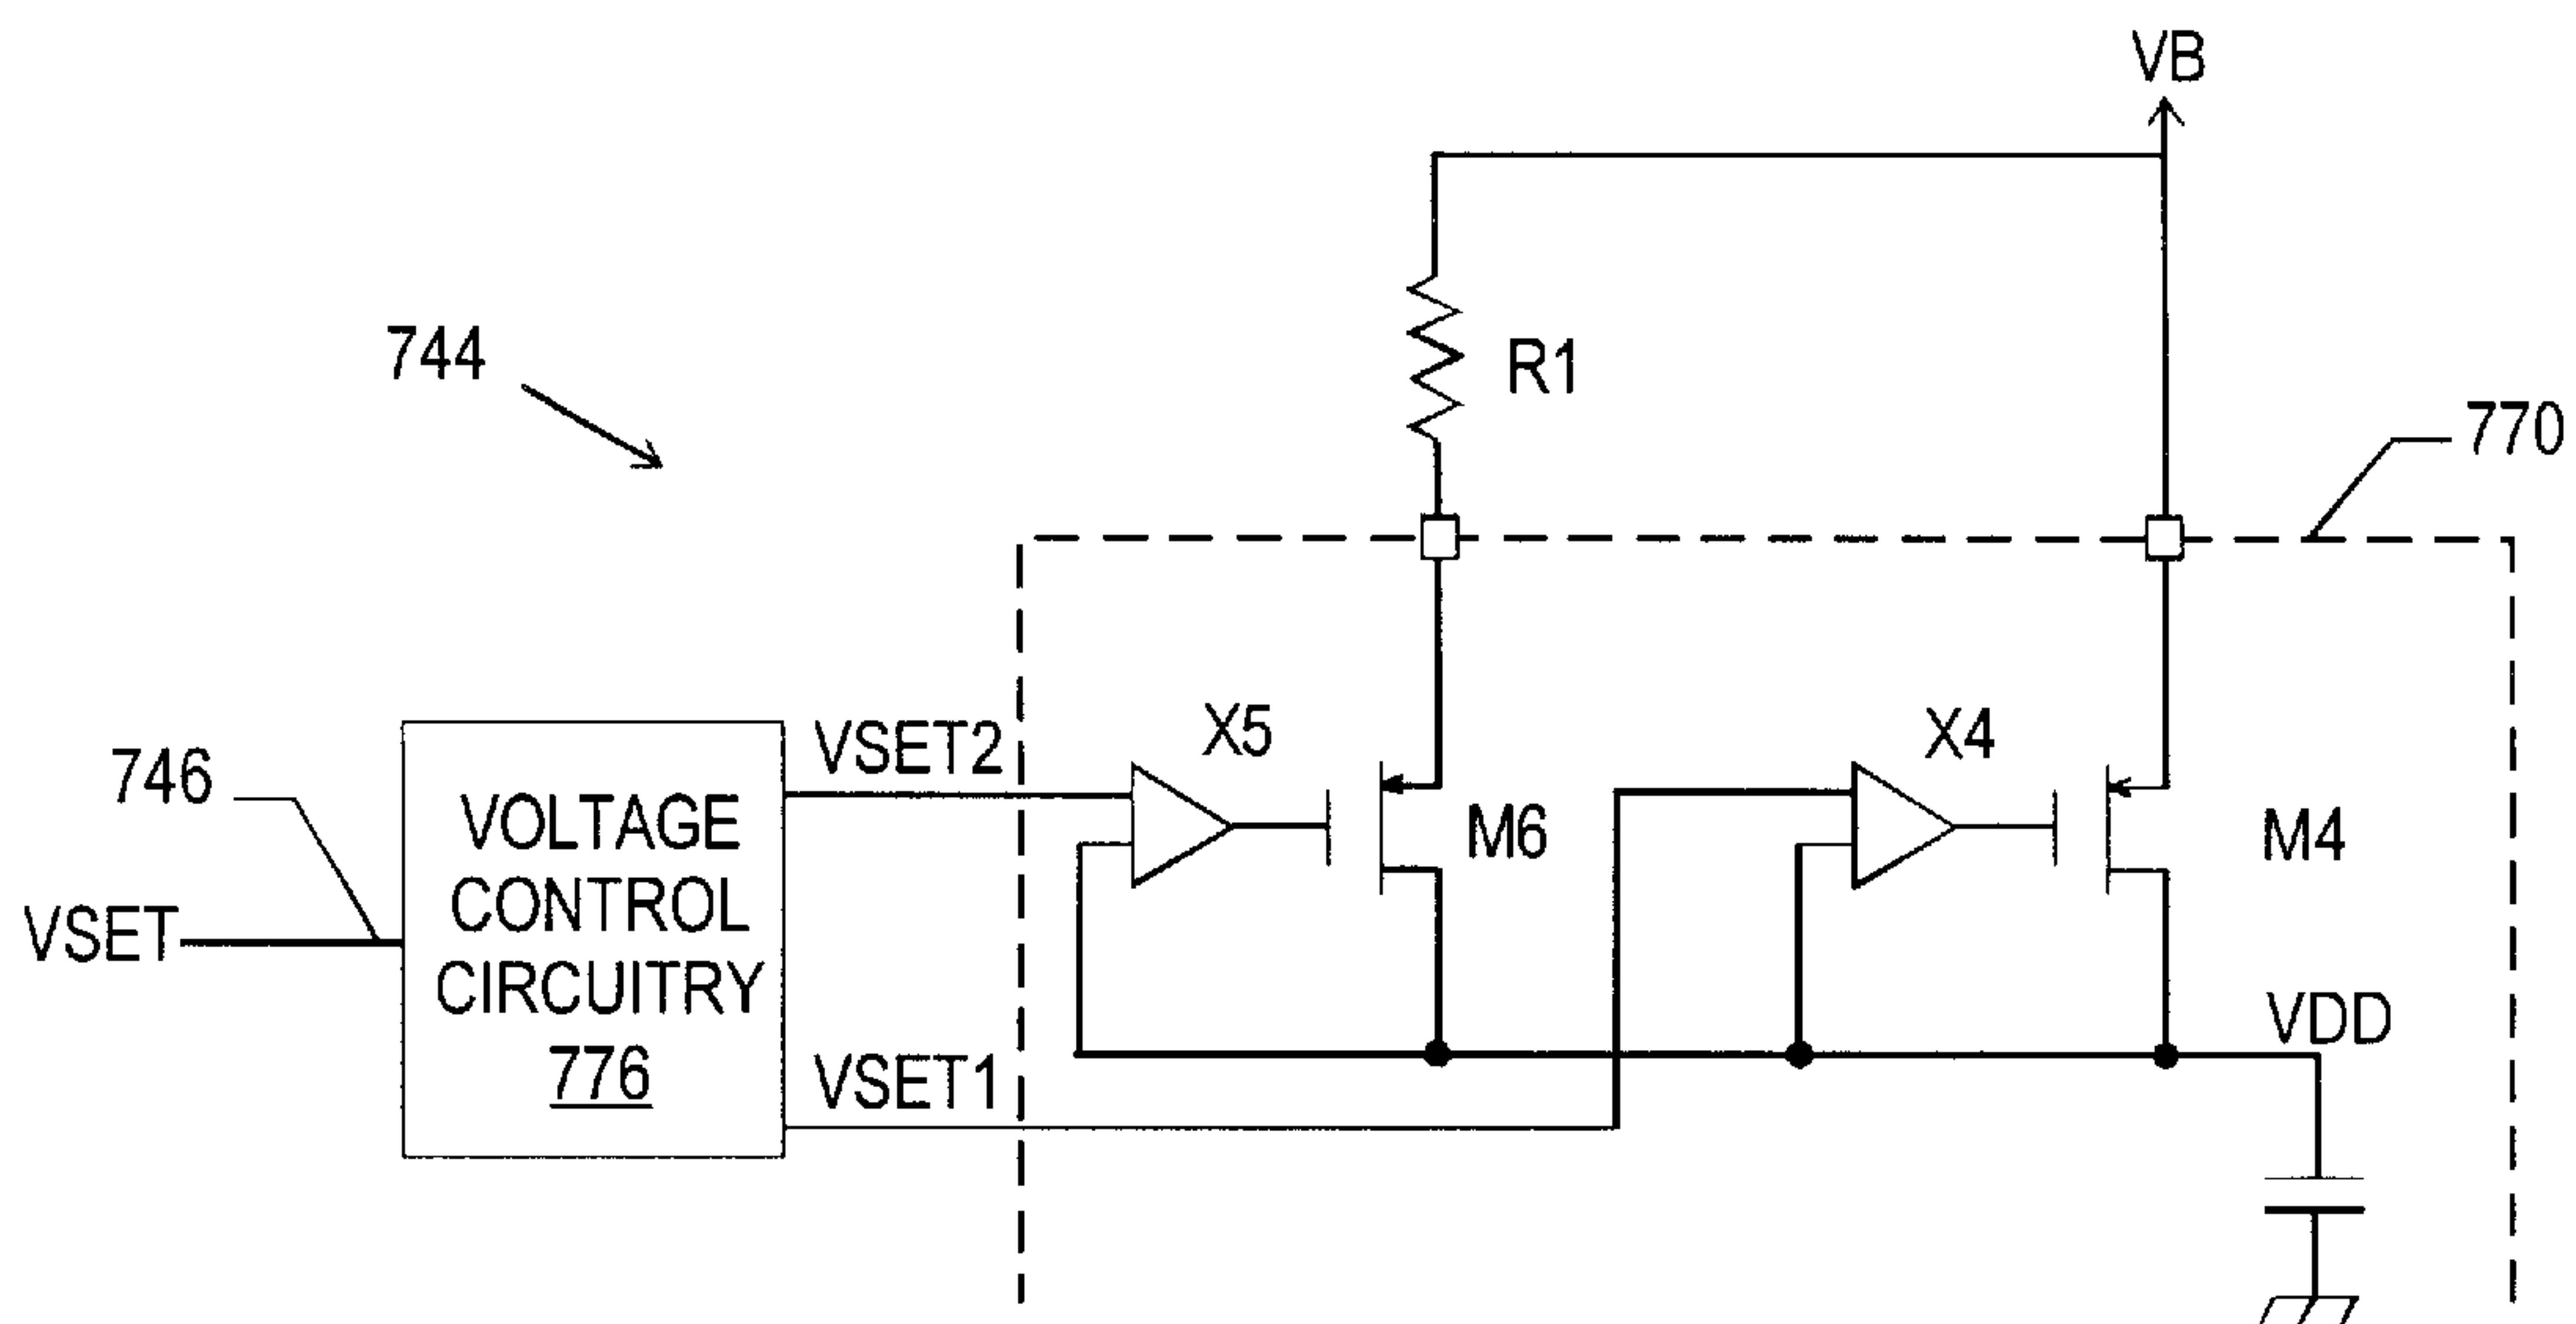 VB
744
R1
770
X5
X4
VSET2
746
VOLTAGE
CONTROL
CIRCUITRY
776
M6
M4
VSET
VDD
VSET1